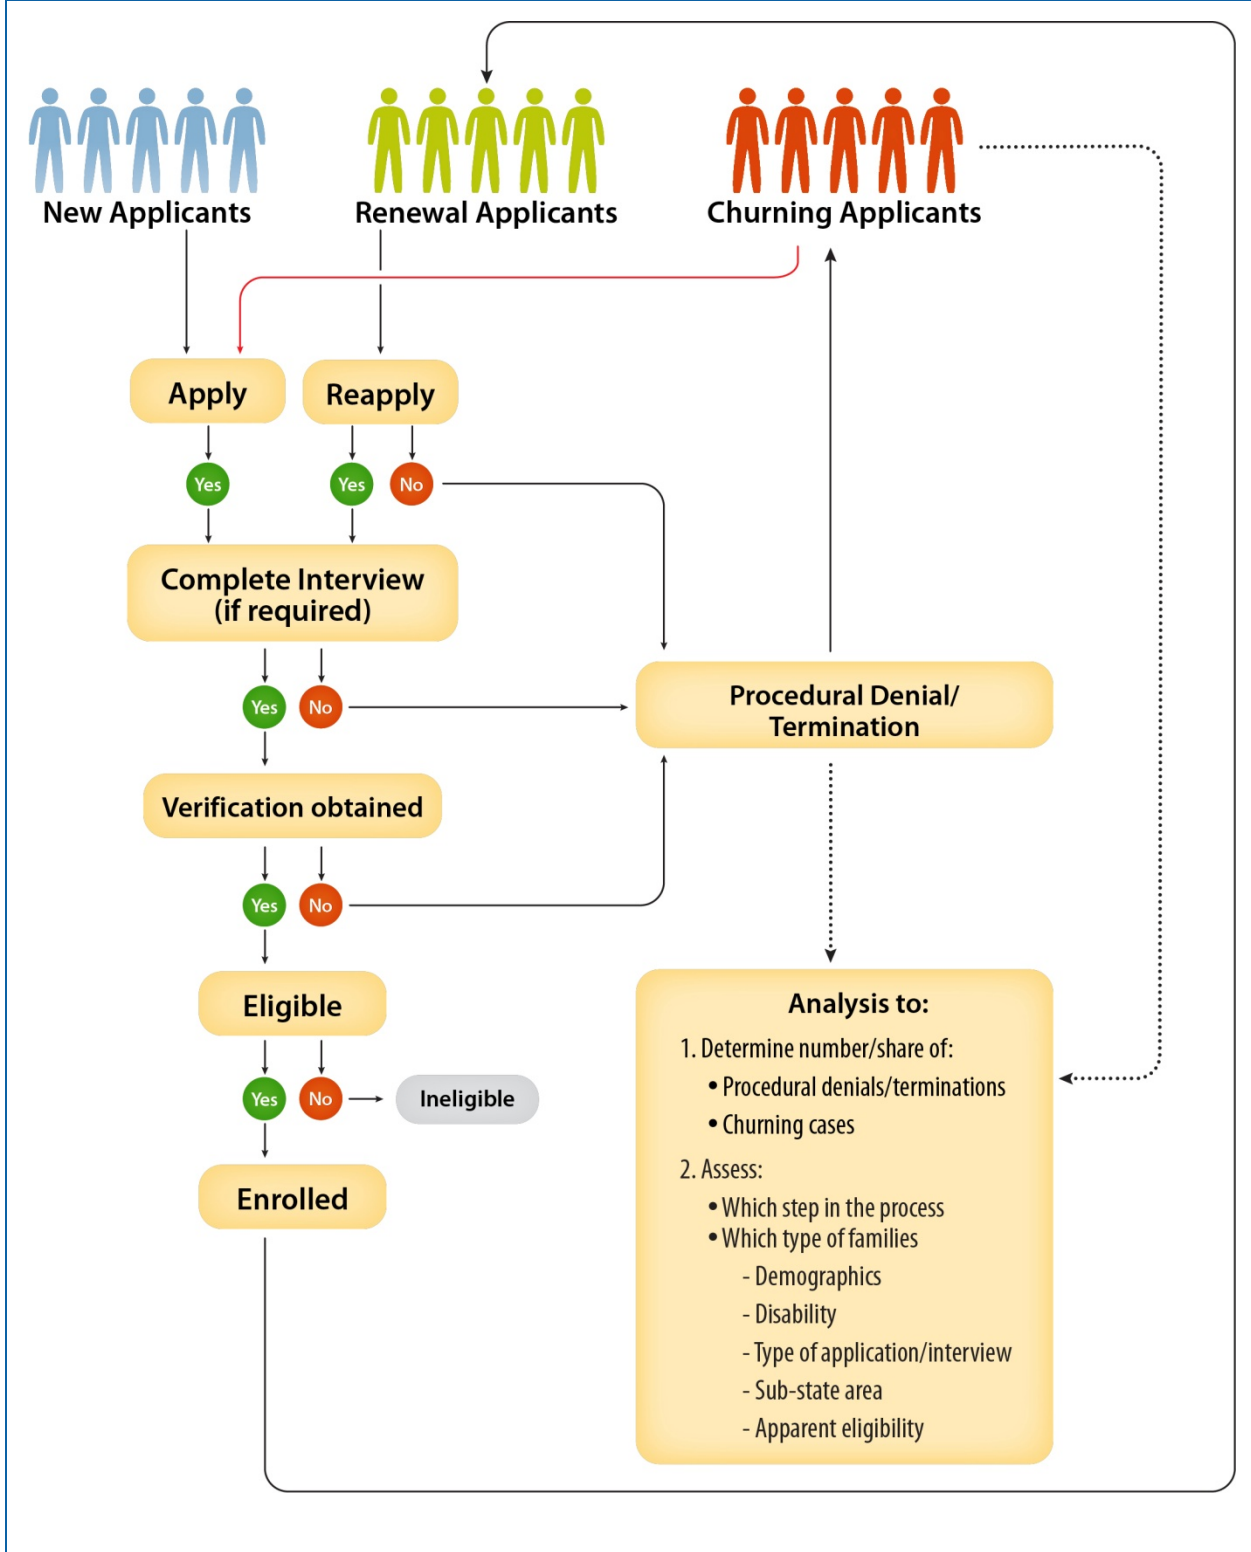 New Applicants
Renewal Applicants
Churning Applicants
Apply
Reapply
Yes
Yes
No
Complete Interview
(if required)
Yes
No
Procedural Denial/
Termination
Verification obtained
Yes
No
Eligible
Yes
No
Ineligible
Enrolled
Analysis to:
1. Determine number/share of:
• Procedural denials/terminations
• Churning cases
2. Assess:
• Which step in the process
• Which type of families
- Demographics
- Disability
- Type of application/interview
- Sub-state area
- Apparent eligibility